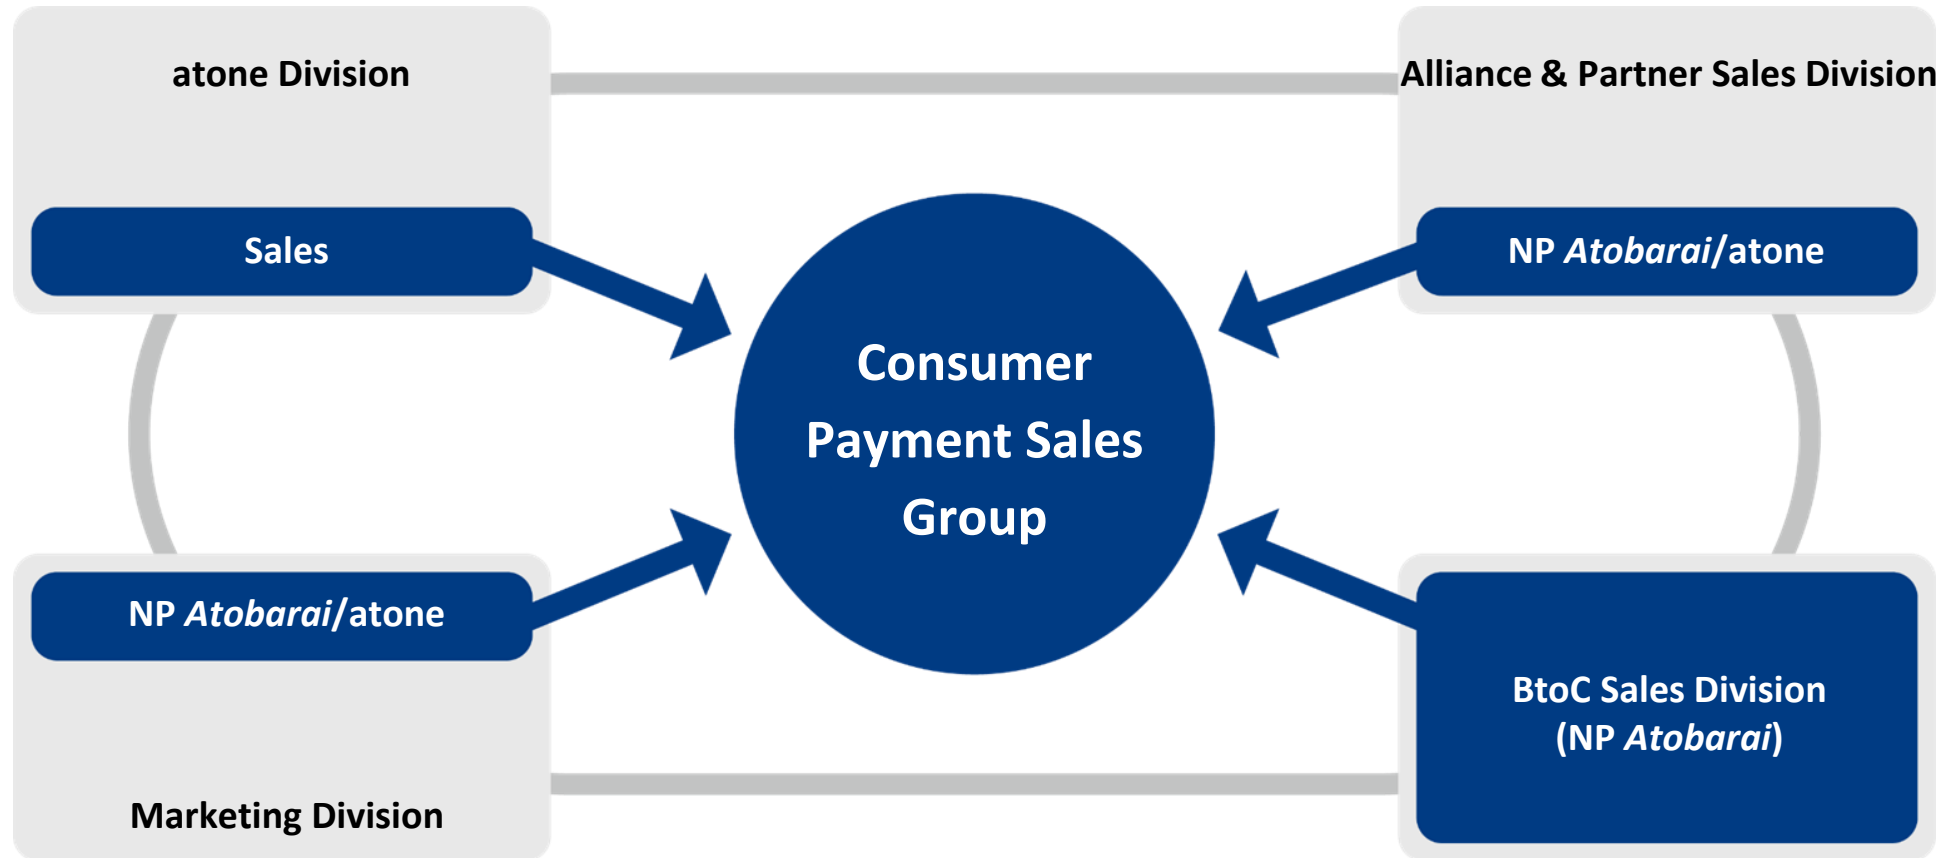 atone Division
Alliance & Partner Sales Division
Sales
NP Atobarai/atone
Consumer
Payment Sales
Group
NP Atobarai/atone
BtoC Sales Division
(NP Atobarai)
Marketing Division